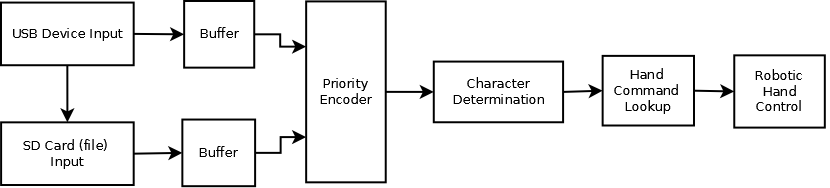 USB Device Input
Buffer
SD Card (file)
Input
Buffer
Priority
Encoder
Character
Determination
Hand
Command
Lookup
Robotic
Hand
Control